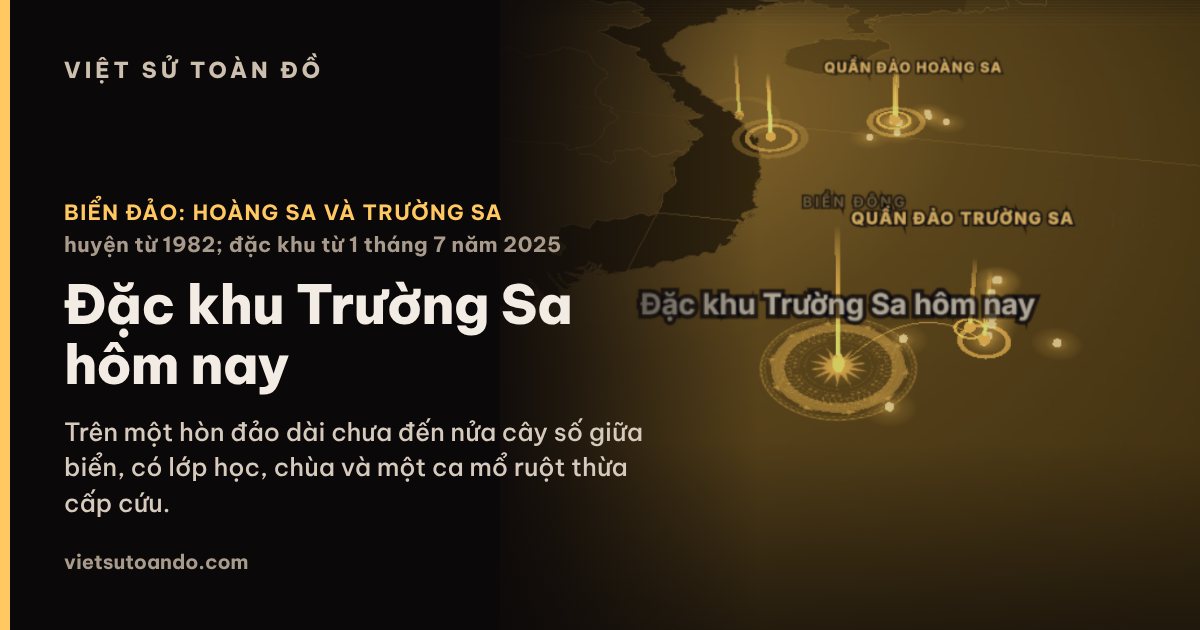 VIỆT SỬ TOÀN ĐỒ
BIỂN ĐẢO: HOÀNG SA VÀ TRƯỜNG SA
huyện từ 1982; đặc khu từ 1 tháng 7 năm 2025
Đặc khu Trường Sa
hôm nay
Trên một hòn đảo dài chưa đến nửa cây số giữa
biển, có lớp học, chùa và một ca mổ ruột thừa
cấp cứu.
vietsutoando.com
QUẦN ĐẢO HOÀNG SA
BIỂN ĐÔNG
QUẦN ĐẢO TRƯỜNG SA
Đặc khu Trường Sa hôm nay